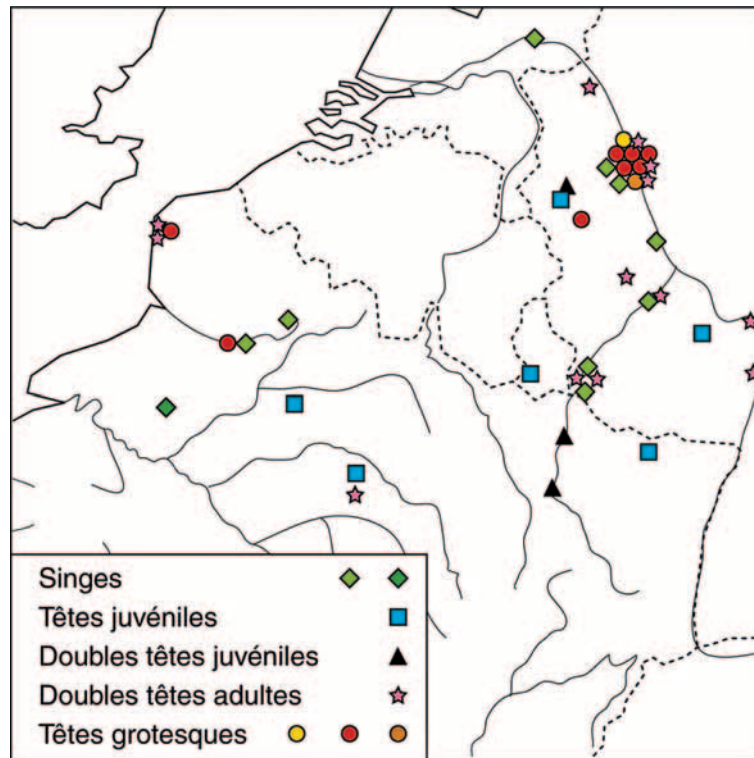 Singes
Têtes juvéniles
Doubles têtes juvéniles
Doubles têtes adultes
Têtes grotesques